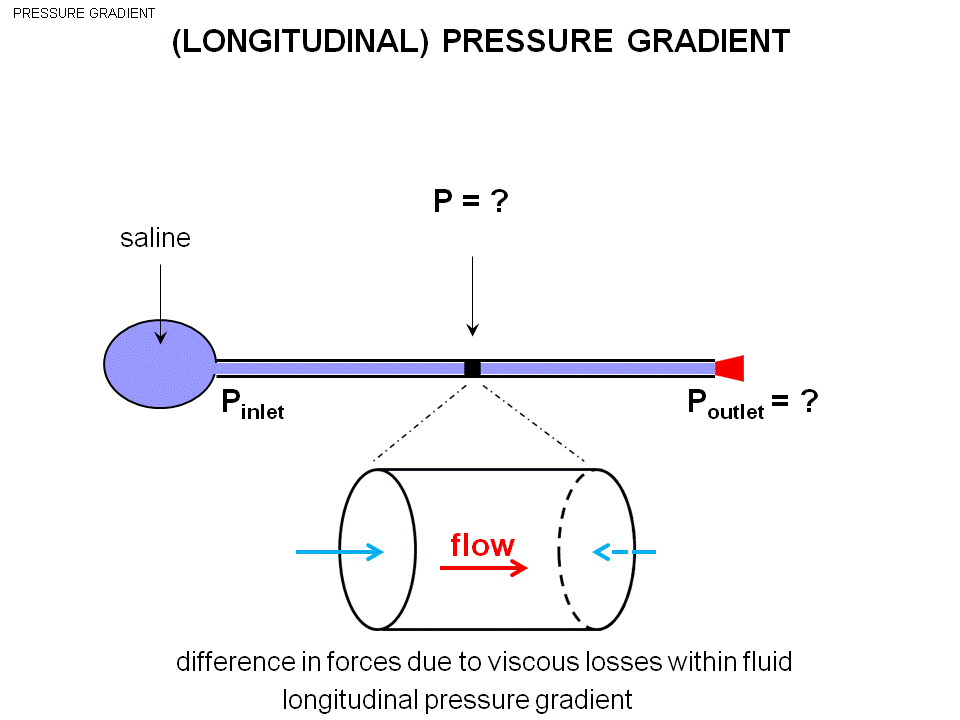 PRESSURE GRADIENT
(LONGITUDINAL) PRESSURE GRADIENT
P = ?
saline
Pinlet
Poutlet = ?
flow
difference in forces due to viscous losses within fluid
longitudinal pressure gradient